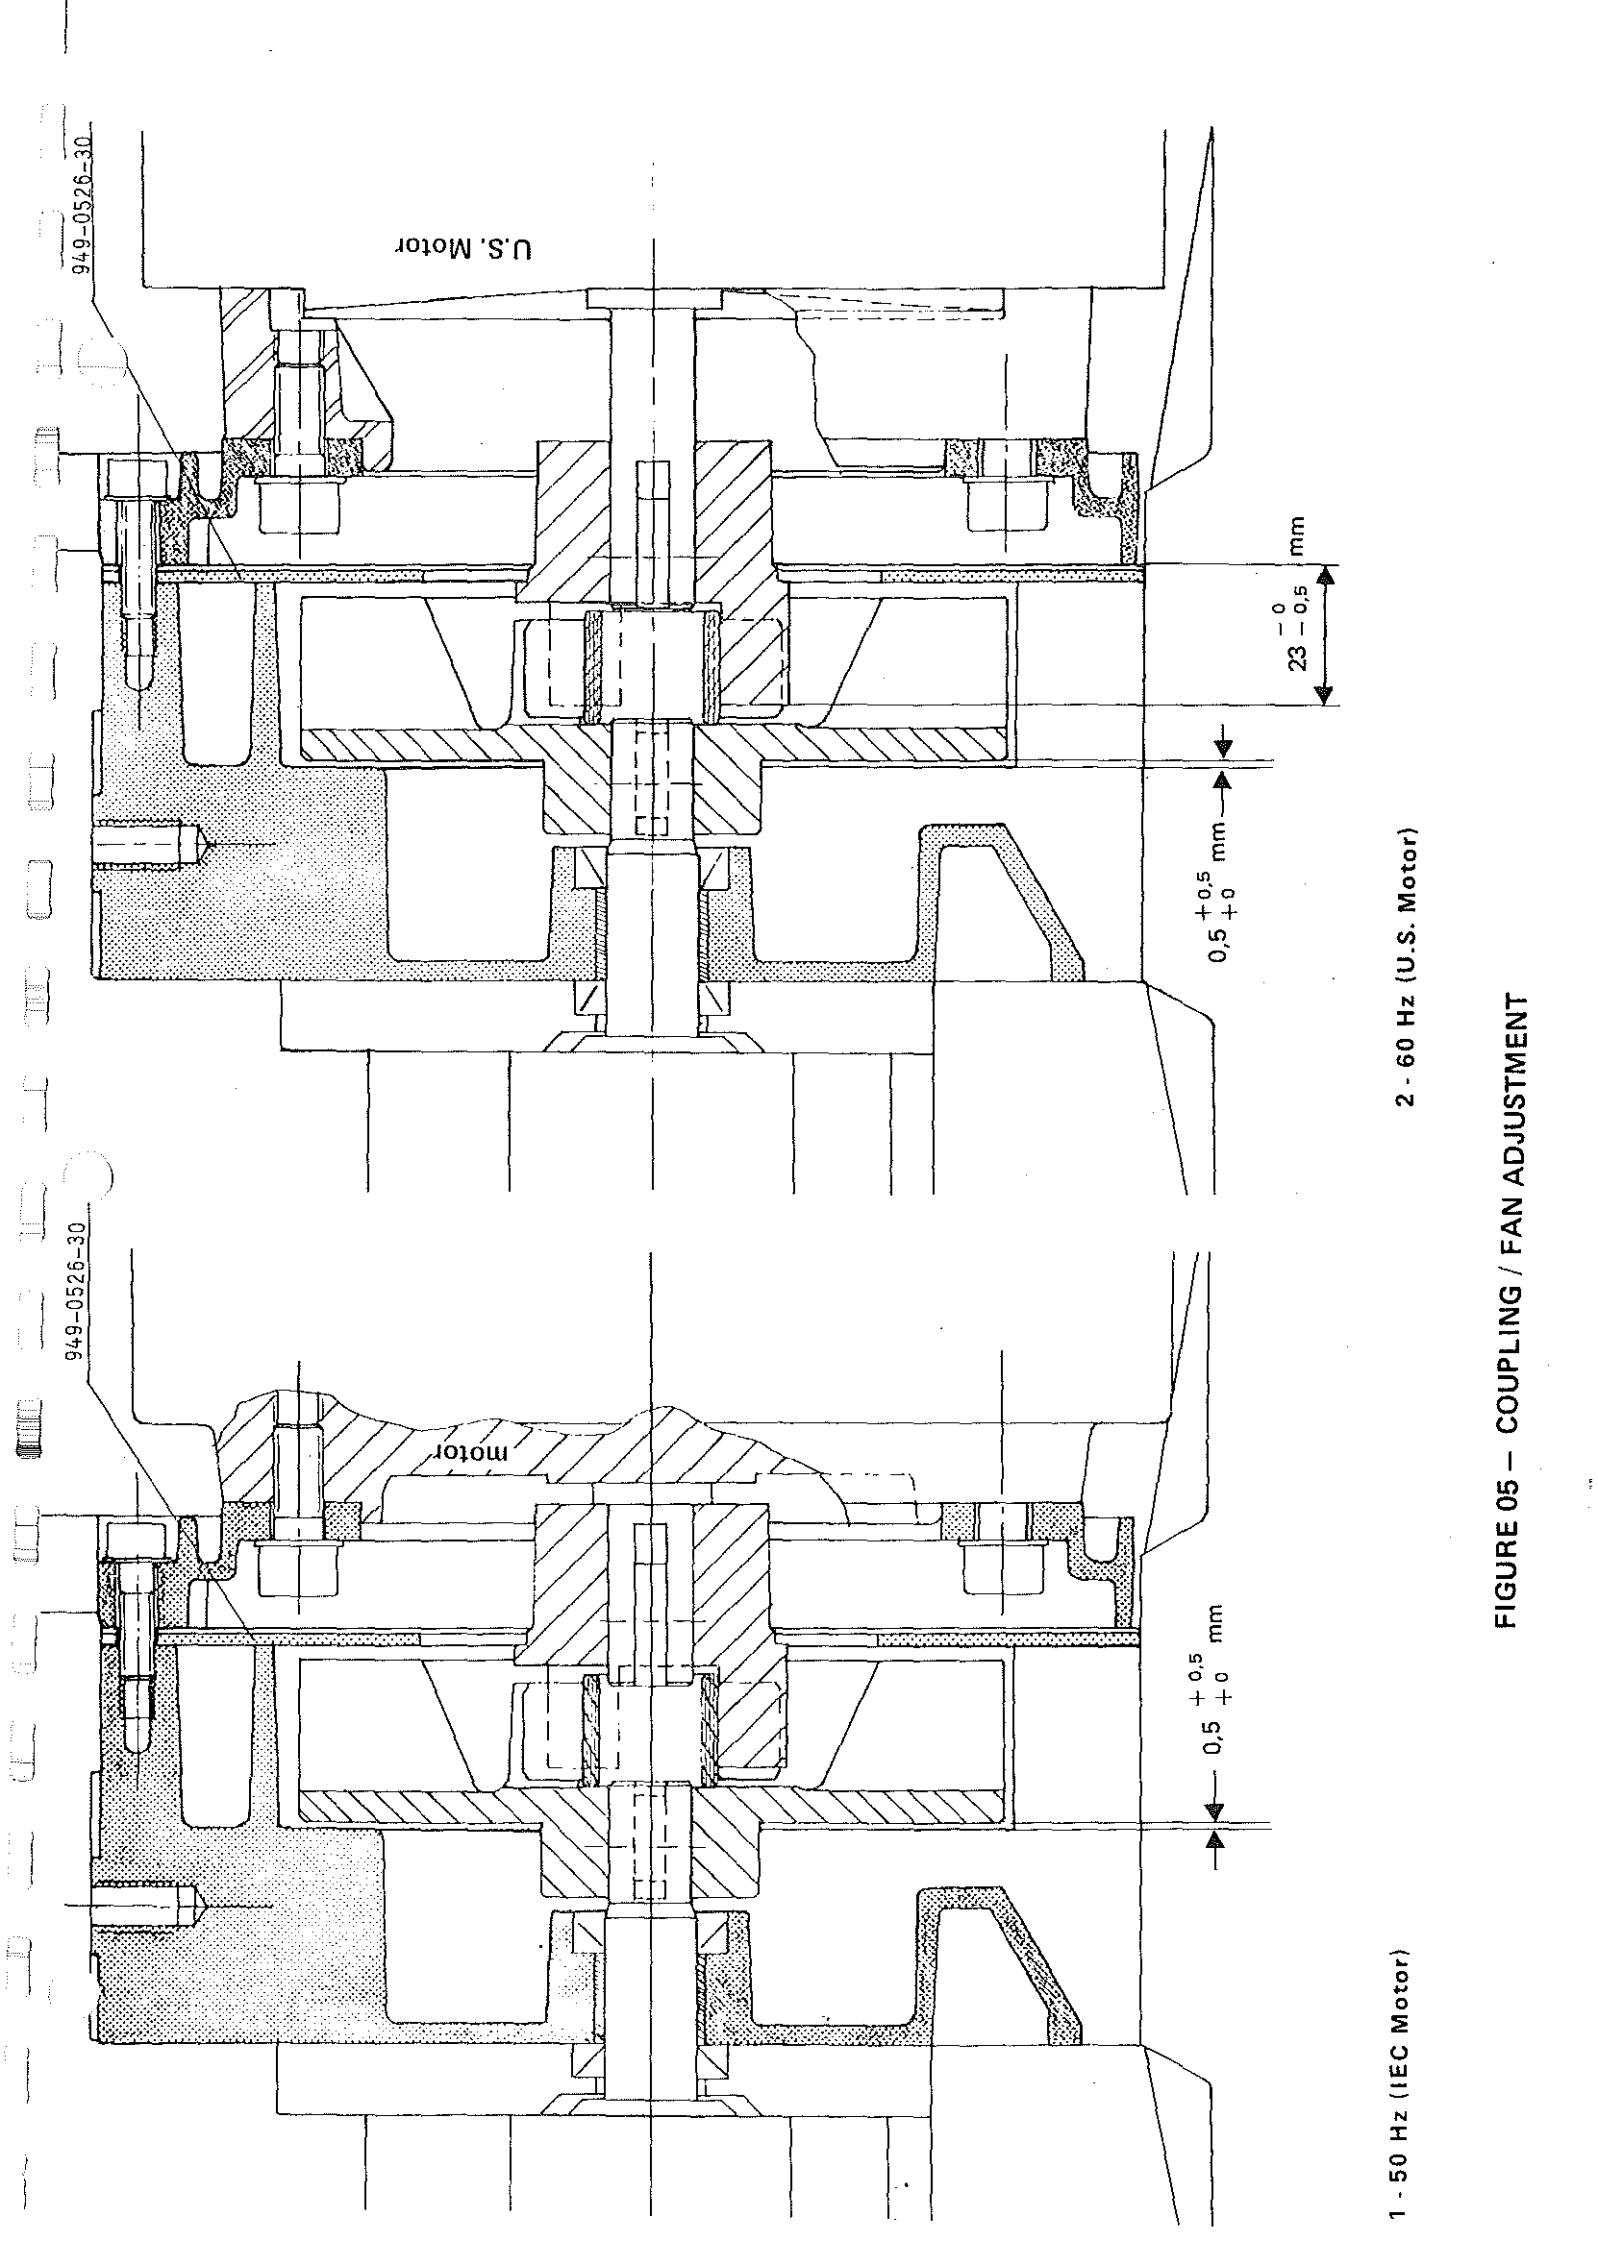 949-0526-30
motor
0,5 +0,5 +0 mm
1 - 50 Hz (IEC Motor)
949-0526-30
U.S. Motor
0,5 +0,5 +0 mm
23 -0 -0,5 mm
2 - 60 Hz (U.S. Motor)
FIGURE 05 – COUPLING / FAN ADJUSTMENT